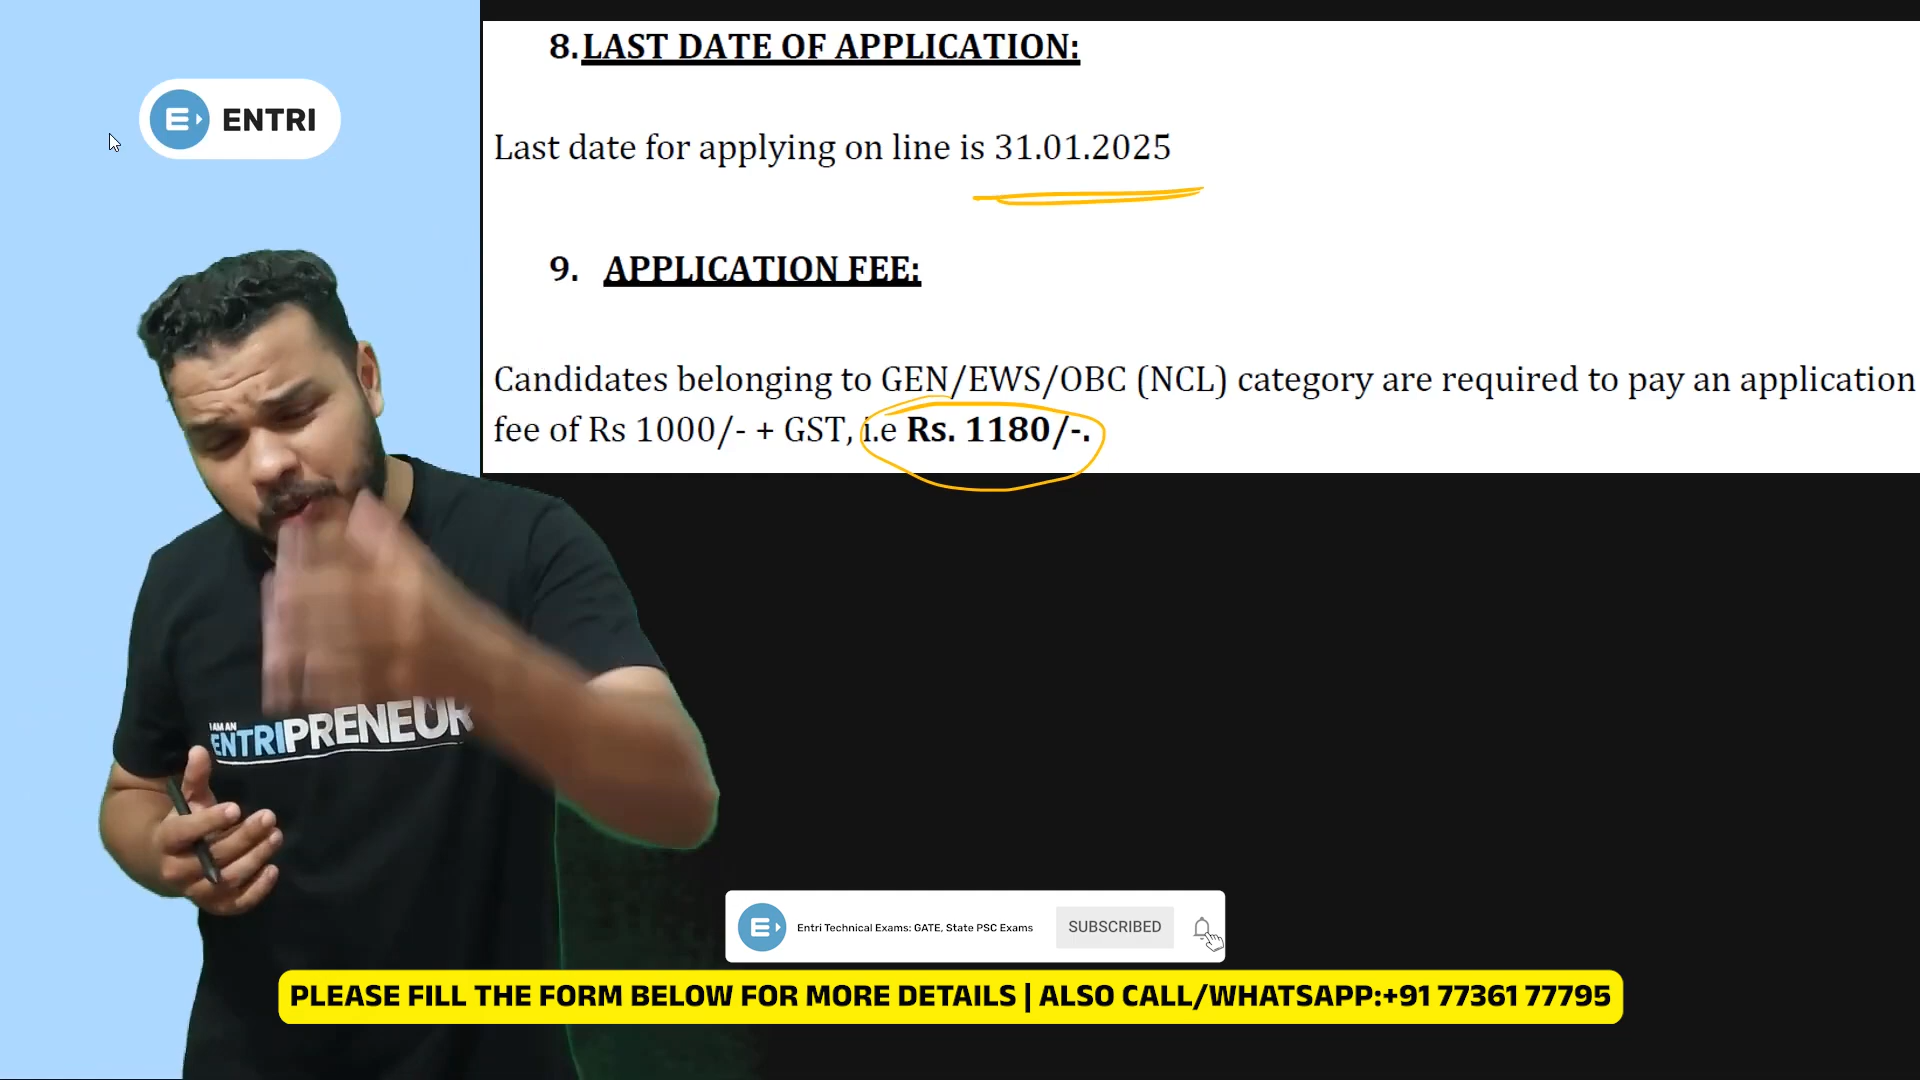 8. LAST DATE OF APPLICATION:
ENTRI
Last date for applying on line is 31.01.2025
9. APPLICATION FEE:
Candidates belonging to GEN/EWS/OBC (NCL) category are required to pay an application
fee of Rs 1000/- + GST, i.e Rs. 1180/-.
I AM AN
ENTRIPRENEUR
Entri Technical Exams: GATE, State PSC Exams
SUBSCRIBED
PLEASE FILL THE FORM BELOW FOR MORE DETAILS | ALSO CALL/WHATSAPP:+91 77361 77795